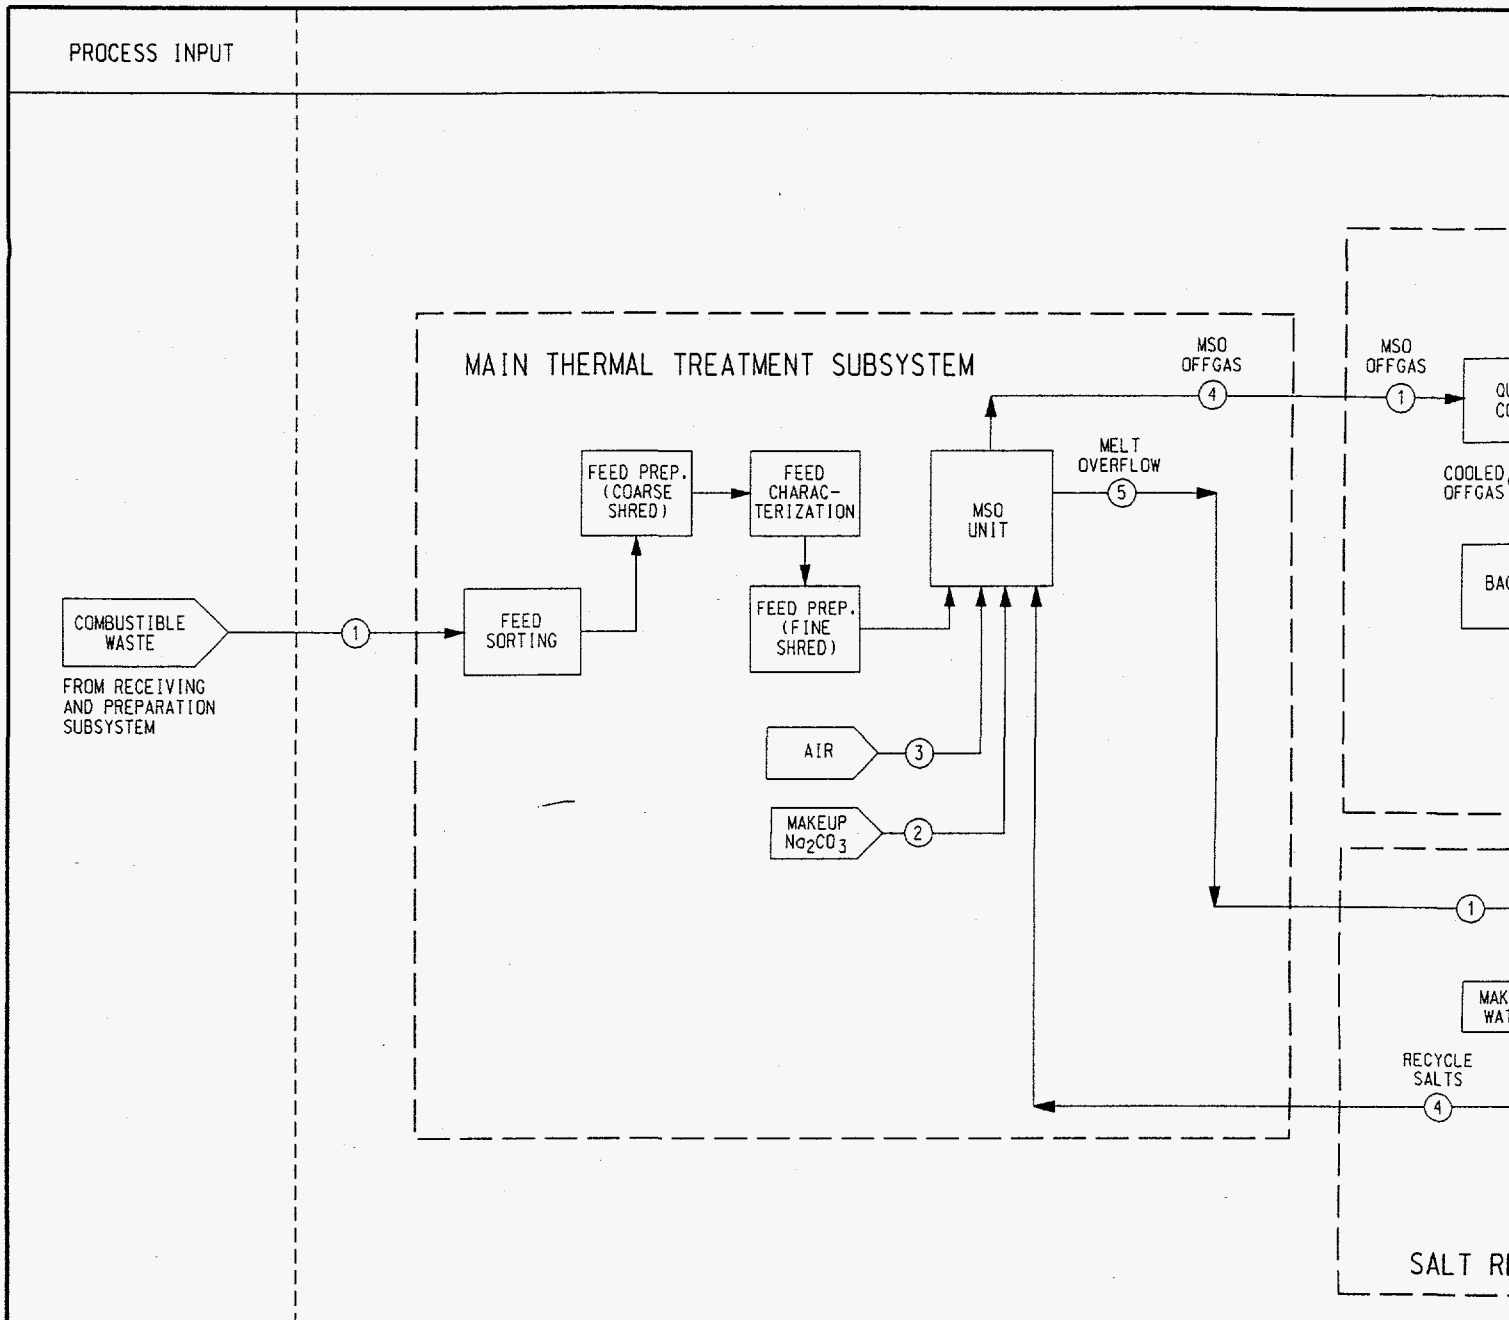 PROCESS INPUT
MAIN THERMAL TREATMENT SUBSYSTEM
MSO
OFFGAS
4
MSO
OFFGAS
1
COOLED,
OFFGAS
FEED PREP.
(COARSE
SHRED)
FEED
CHARAC-
TERIZATION
MSO
UNIT
MELT
OVERFLOW
5
COMBUSTIBLE
WASTE
1
FEED
SORTING
FEED PREP.
(FINE
SHRED)
FROM RECEIVING
AND PREPARATION
SUBSYSTEM
AIR
3
MAKEUP
Na2CO3
2
1
RECYCLE
SALTS
4
SALT